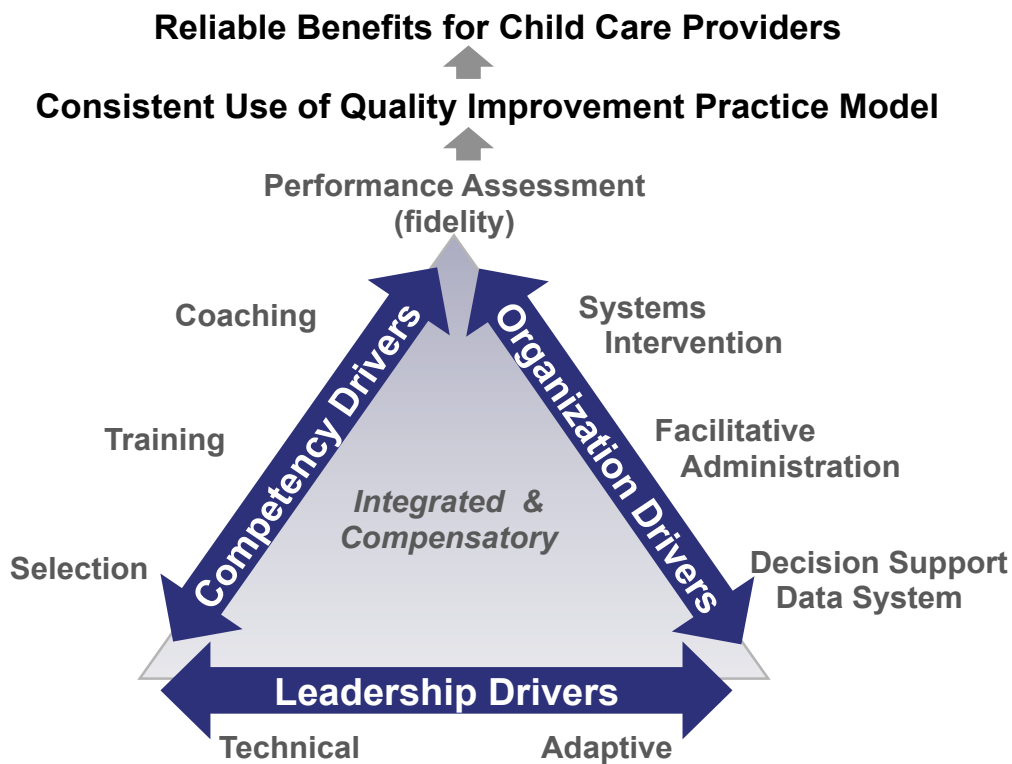 Reliable Benefits for Child Care Providers
Consistent Use of Quality Improvement Practice Model
Performance Assessment
(fidelity)
Coaching
Training
Selection
Competency Drivers
Integrated & 
Compensatory
Organization Drivers
Systems
Intervention
Facilitative
Administration
Decision Support
Data System
Leadership Drivers
Technical
Adaptive